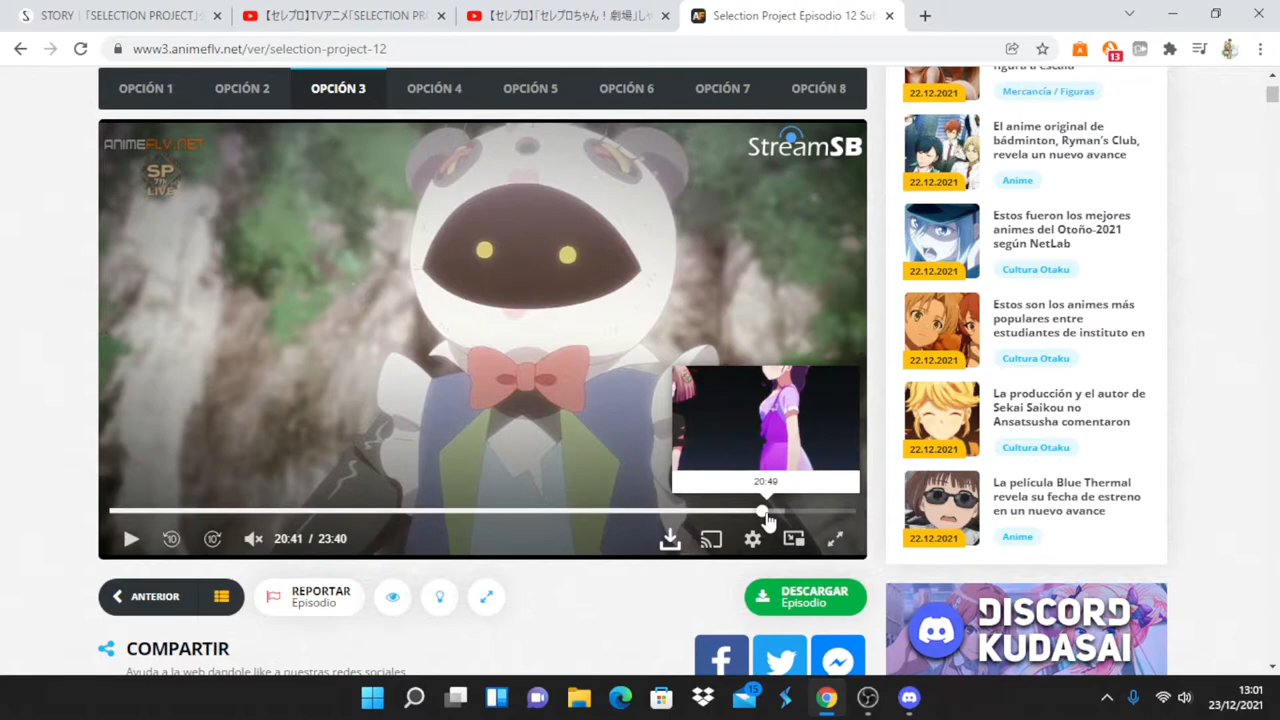 STORY |「SELECTION PROJECT」
【セレプロ】TVアニメ「SELECTION PR
【セレプロ】「セレプロちゃん！劇場」し
Selection Project Episodio 12 Sub
www3.animeflv.net/ver/selection-project-12
13
OPCIÓN 1
OPCIÓN 2
OPCIÓN 3
OPCIÓN 4
OPCIÓN 5
OPCIÓN 6
OPCIÓN 7
OPCIÓN 8
ANIMEFLV.NET
SP
7TH
LIVE
StreamSB
20:49
20:41 / 23:40
ANTERIOR
REPORTAR
Episodio
DESCARGAR
Episodio
COMPARTIR
Ayuda a la web dandole like a nuestras redes sociales
figura a escala
Mercancía / Figuras
22.12.2021
El anime original de
bádminton, Ryman's Club,
revela un nuevo avance
Anime
22.12.2021
Estos fueron los mejores
animes del Otoño-2021
según NetLab
Cultura Otaku
22.12.2021
Estos son los animes más
populares entre
estudiantes de instituto en
Cultura Otaku
22.12.2021
La producción y el autor de
Sekai Saikou no
Ansatsusha comentaron
Cultura Otaku
22.12.2021
La película Blue Thermal
revela su fecha de estreno
en un nuevo avance
Anime
22.12.2021
DISCORD
KUDASAI
15
13:01
23/12/2021